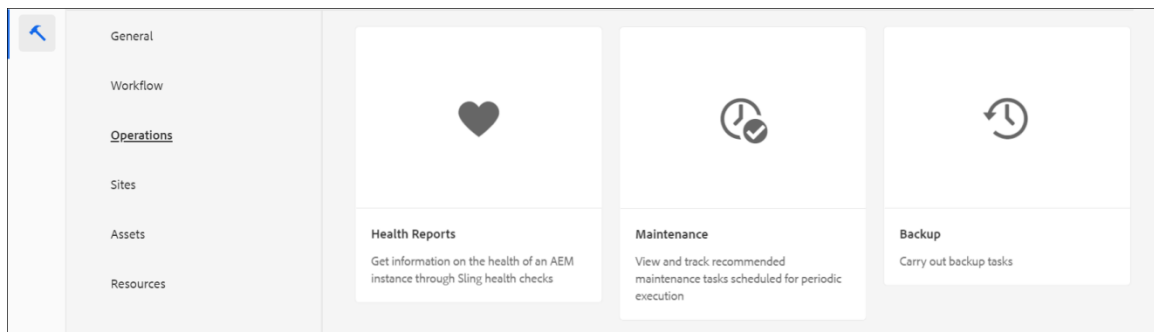 General
Workflow
Operations
Sites
Assets
Resources
Health Reports
Get information on the health of an AEM
instance through Sling health checks
Maintenance
View and track recommended
maintenance tasks scheduled for periodic
execution
Backup
Carry out backup tasks